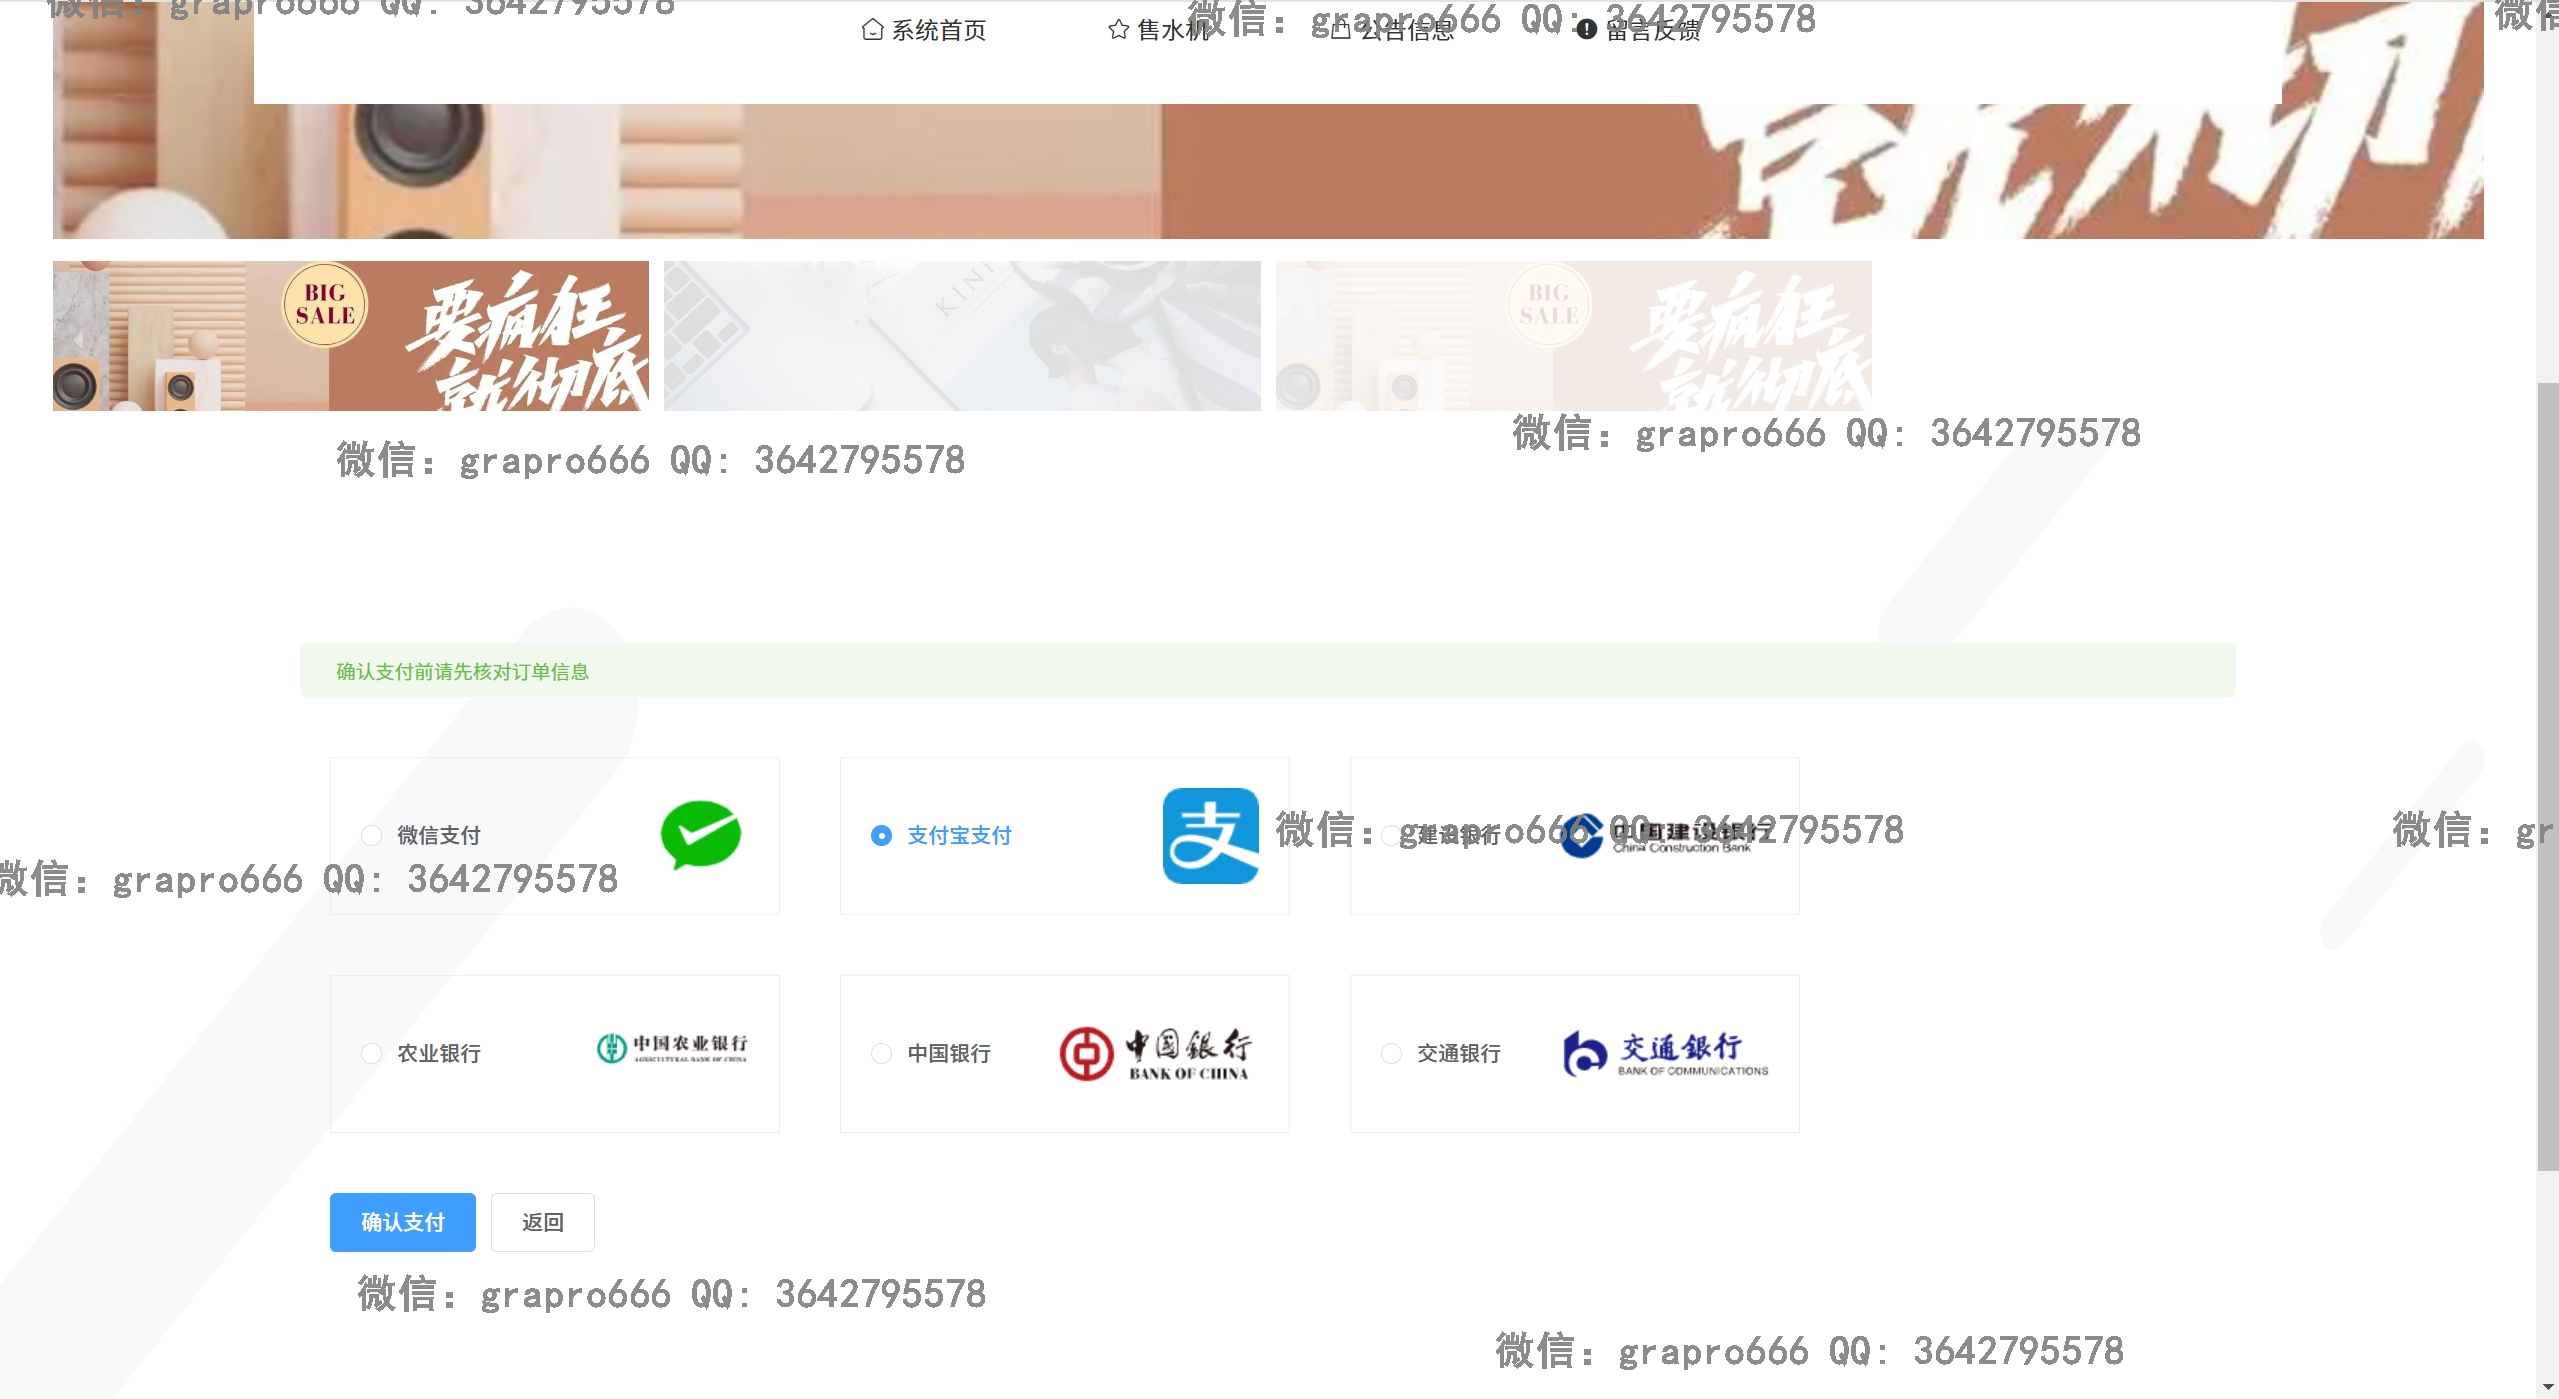 微信: grapro666 QQ: 3642795578
微信: grapro666 QQ: 3642795578
系统首页
售水机
公告信息
留言反馈
就彻
BIG
SALE
要疯狂
就彻底
KINF
BIG
SALE
要疯狂
就彻底
微信: grapro666 QQ: 3642795578
微信: grapro666 QQ: 3642795578
确认支付前请先核对订单信息
微信支付
支付宝支付
支
建设银行
中国建设银行
China Construction Bank
微信: grapro666 QQ: 3642795578
微信: gr
微信: grapro666 QQ: 3642795578
农业银行
中国农业银行
AGRICULTURAL BANK OF CHINA
中国银行
中國銀行
BANK OF CHINA
交通银行
交通銀行
BANK OF COMMUNICATIONS
确认支付
返回
微信: grapro666 QQ: 3642795578
微信: grapro666 QQ: 3642795578